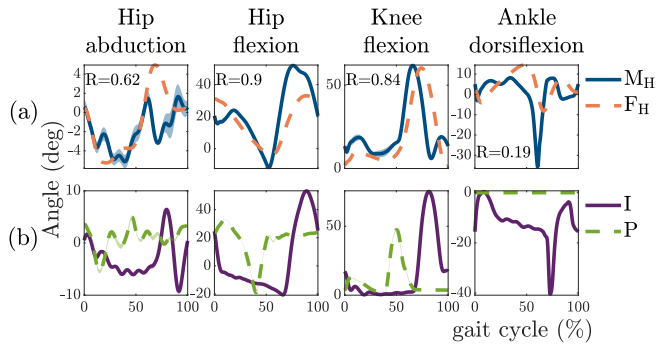 Hip Hip Knee Ankle
abduction flexion flexion dorsiflexion
R=0.62 R=0.9 R=0.84 R=0.19
(a)
4 2 0 -2 -4
40 20 0
50 0
10 0 -10 -20 -30
M_H
F_H
Angle (deg)
(b)
10 0 -10
40 20 0 -20
50 0
0 -20 -40
I
P
0 50 100 0 50 100 0 50 100 0 50 100
gait cycle (%)